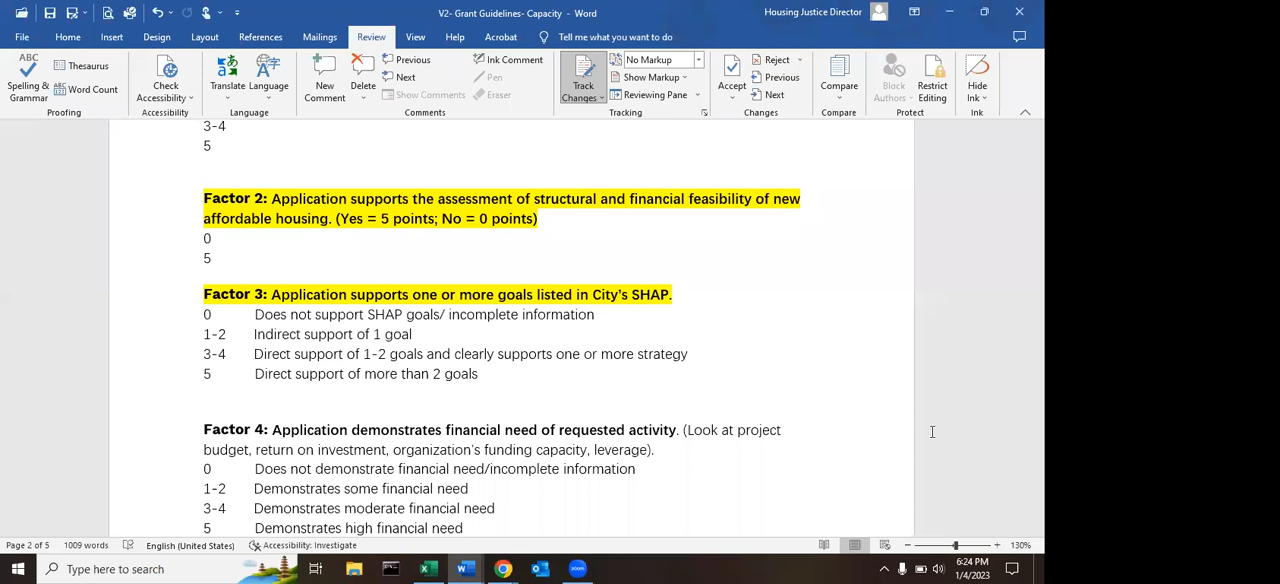 V2- Grant Guidelines- Capacity - Word
Housing Justice Director
File Home Insert Design Layout References Mailings Review View Help Acrobat Tell me what you want to do
ABC
Spelling & Grammar
Thesaurus
Word Count
Proofing
Check Accessibility
Accessibility
Translate
Language
Language
New Comment
Delete
Previous
Next
Show Comments
Ink Comment
Pen
Eraser
Comments
Track Changes
No Markup
Show Markup
Reviewing Pane
Tracking
Accept
Reject
Previous
Next
Changes
Compare
Compare
Block Authors
Restrict Editing
Protect
Hide Ink
Ink
3-4
5
Factor 2: Application supports the assessment of structural and financial feasibility of new
affordable housing. (Yes = 5 points; No = 0 points)
0
5
Factor 3: Application supports one or more goals listed in City's SHAP.
0 Does not support SHAP goals/ incomplete information
1-2 Indirect support of 1 goal
3-4 Direct support of 1-2 goals and clearly supports one or more strategy
5 Direct support of more than 2 goals
Factor 4: Application demonstrates financial need of requested activity. (Look at project
budget, return on investment, organization's funding capacity, leverage).
0 Does not demonstrate financial need/incomplete information
1-2 Demonstrates some financial need
3-4 Demonstrates moderate financial need
5 Demonstrates high financial need
Page 2 of 5 1009 words English (United States) Accessibility: Investigate 130%
Type here to search
6:24 PM
1/4/2023